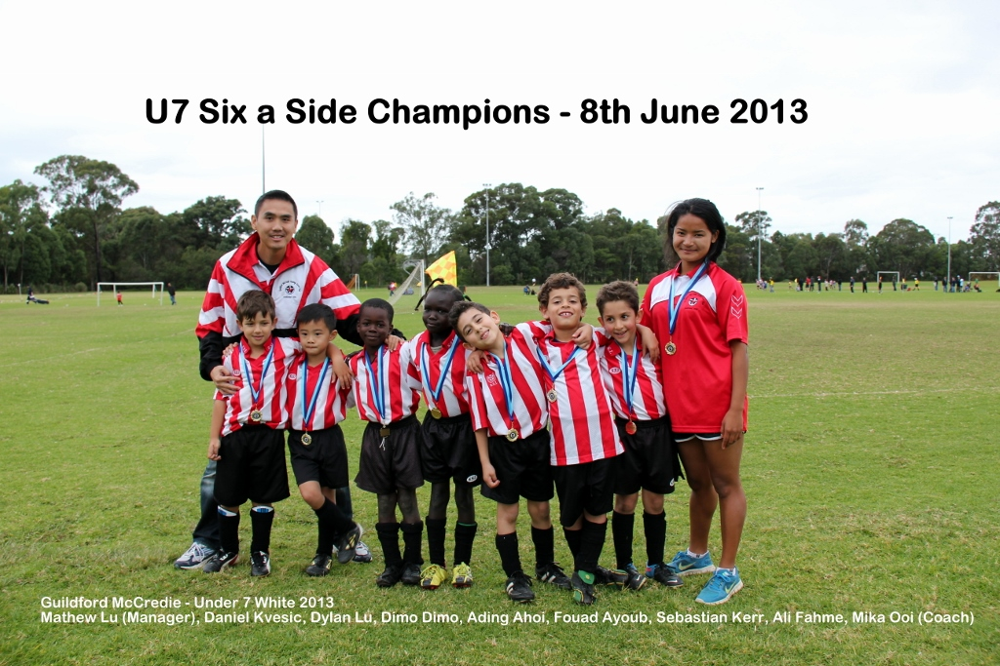 U7 Six a Side Champions - 8th June 2013
Guildford McCredie - Under 7 White 2013
Mathew Lu (Manager), Daniel Kvesic, Dylan Lu, Dimo Dimo, Ading Ahoi, Fouad Ayoub, Sebastian Kerr, Ali Fahme, Mika Ooi (Coach)